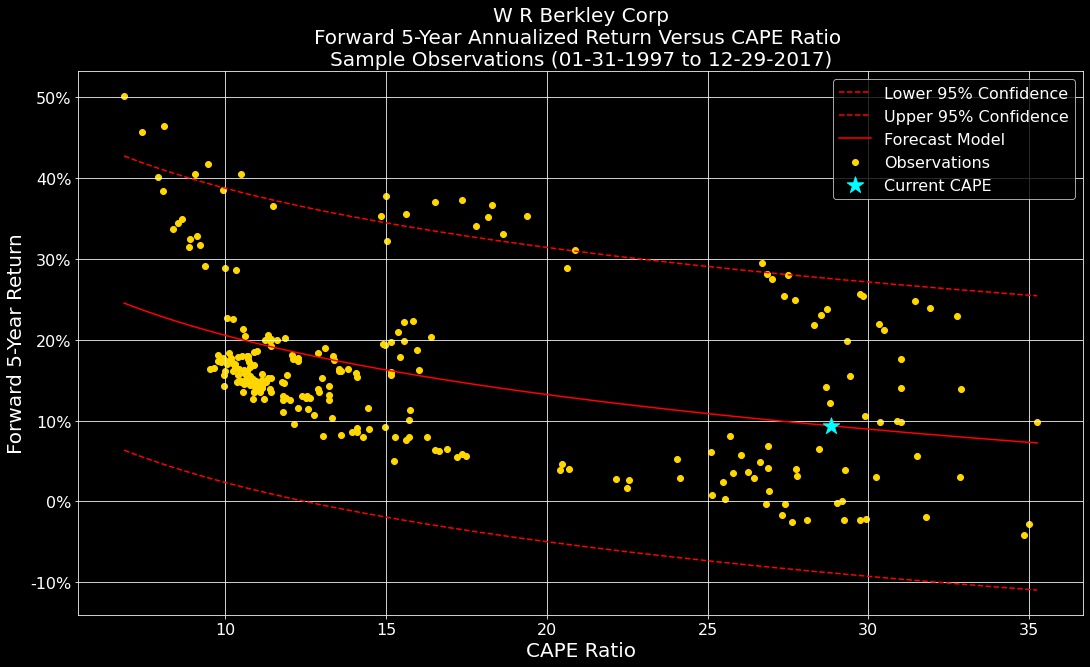 W R Berkley Corp
Forward 5-Year Annualized Return Versus CAPE Ratio
Sample Observations (01-31-1997 to 12-29-2017)
Lower 95% Confidence
Upper 95% Confidence
Forecast Model
Observations
Current CAPE
Forward 5-Year Return
50%
40%
30%
20%
10%
0%
-10%
10
15
20
25
30
35
CAPE Ratio